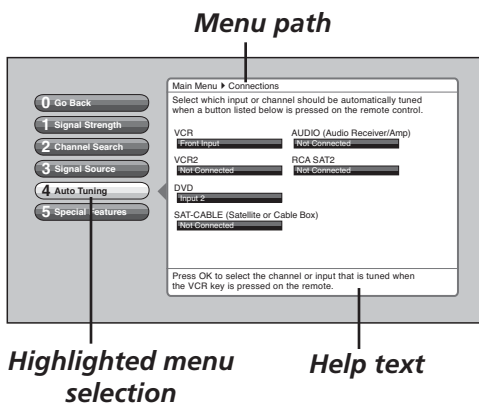 Menu path
Main Menu ▶ Connections
Select which input or channel should be automatically tuned
when a button listed below is pressed on the remote control.
0 Go Back
1 Signal Strength
2 Channel Search
3 Signal Source
4 Auto Tuning
5 Special Features
VCR
Front Input
AUDIO (Audio Receiver/Amp)
Not Connected
VCR2
Not Connected
RCA SAT2
Not Connected
DVD
Input 2
SAT-CABLE (Satellite or Cable Box)
Not Connected
Press OK to select the channel or input that is tuned when
the VCR key is pressed on the remote.
Highlighted menu
selection
Help text